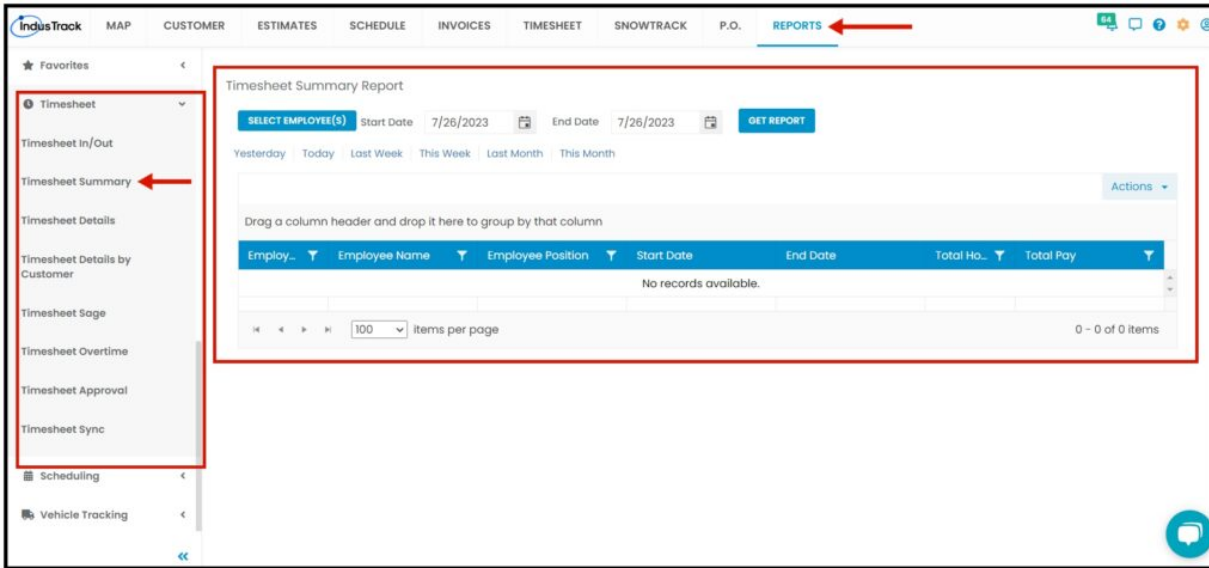 indusTrack MAP CUSTOMER ESTIMATES SCHEDULE INVOICES TIMESHEET SNOWTRACK P.O. REPORTS 64
Favorites
Timesheet
Timesheet In/Out
Timesheet Summary
Timesheet Details
Timesheet Details by
Customer
Timesheet Sage
Timesheet Overtime
Timesheet Approval
Timesheet Sync
Scheduling
Vehicle Tracking
Timesheet Summary Report
SELECT EMPLOYEE(S) Start Date 7/26/2023 End Date 7/26/2023 GET REPORT
Yesterday Today Last Week This Week Last Month This Month
Actions
Drag a column header and drop it here to group by that column
Employ... Employee Name Employee Position Start Date End Date Total Ho... Total Pay
No records available.
100 items per page 0 - 0 of 0 items